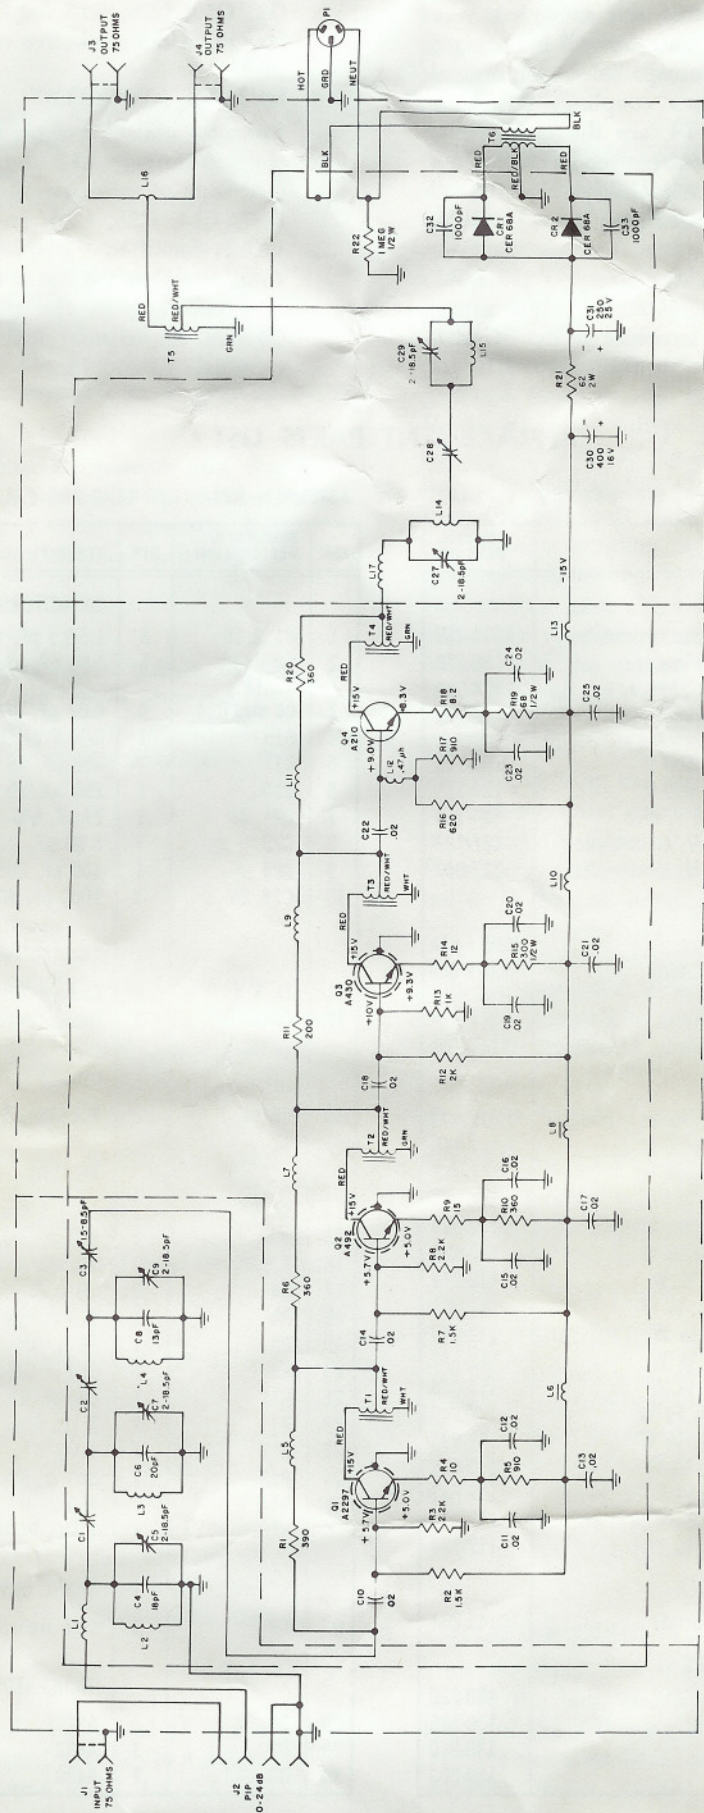 J1
INPUT
75 OHMS
J2
PIP
0-24dB
L1
C1
C2
C3
1.5-8.5pF
L2
C4
18pF
C5
2-18.5pF
L3
C6
20pF
C7
2-18.5pF
L4
C8
13pF
C9
2-18.5pF
R1
390
L5
R6
360
L7
R11
200
L9
L11
R20
360
C10
.02
R2
1.5K
R3
2.2K
+5.7V
Q1
A2297
+15V
+5.0V
R4
10
C11
.02
R5
910
C12
.02
C13
.02
RED
T1
RED/WHT
WHT
L6
C14
.02
R7
1.5K
R8
2.2K
+5.7V
Q2
A492
+15V
+5.0V
R9
15
C15
.02
R10
360
C16
.02
C17
.02
RED
T2
RED/WHT
GRN
L8
C18
.02
R12
2K
R13
1K
+10V
Q3
A430
+15V
+9.3V
R14
12
C19
.02
R15
300
1/2W
C20
.02
C21
.02
RED
T3
RED/WHT
WHT
L10
C22
.02
R16
620
L12
.47µh
R17
910
+9.0V
Q4
A210
+15V
+8.3V
R18
8.2
C23
.02
R19
68
1/2W
C24
.02
C25
.02
RED
T4
RED/WHT
GRN
L13
-15V
L17
C27
2-18.5pF
L14
C28
C29
2-18.5pF
L15
C30
400
16V
-
+
R21
62
2W
C31
250
25V
-
+
T5
RED
RED/WHT
GRN
L16
R22
1 MEG
1/2W
C32
1000pF
CR1
CER 68A
CR2
CER 68A
C33
1000pF
RED
RED/BLK
RED
T6
BLK
BLK
HOT
GRD
NEUT
P1
J3
OUTPUT
75 OHMS
J4
OUTPUT
75 OHMS